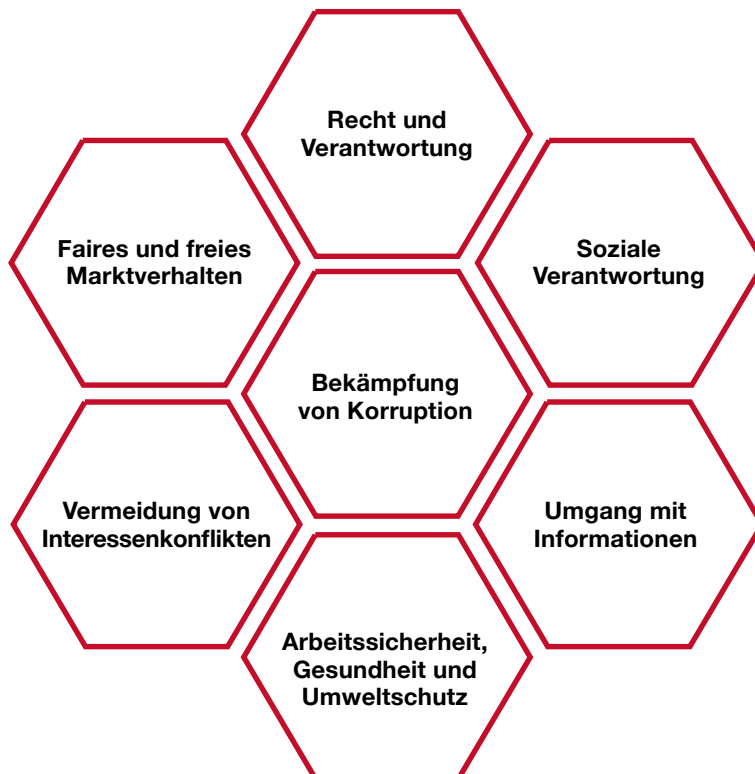 Recht und
Verantwortung
Faires und freies
Marktverhalten
Soziale
Verantwortung
Bekämpfung
von Korruption
Vermeidung von
Interessenkonflikten
Umgang mit
Informationen
Arbeitssicherheit,
Gesundheit und
Umweltschutz